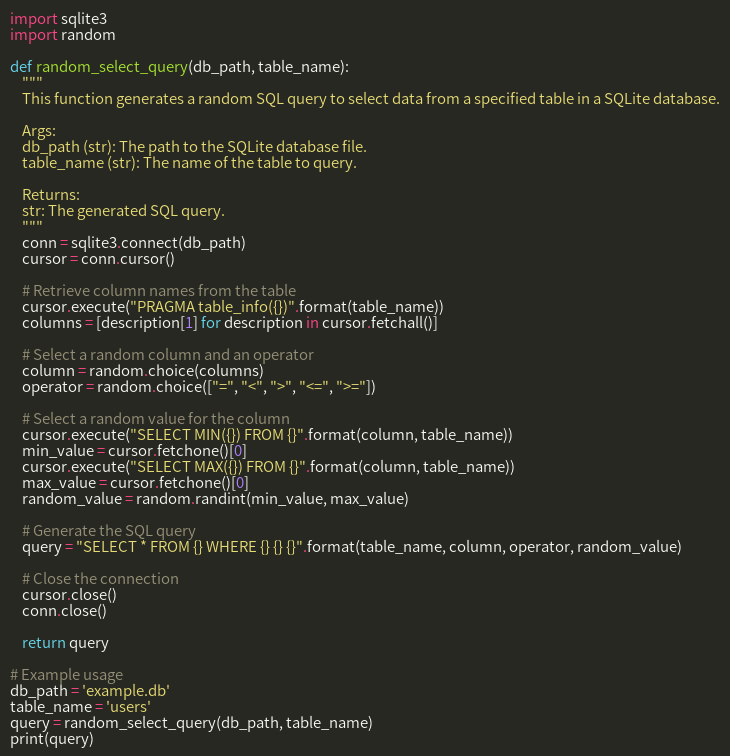 import sqlite3
import random
def random_select_query(db_path, table_name):
"""
This function generates a random SQL query to select data from a specified table in a SQLite database.
Args:
db_path (str): The path to the SQLite database file.
table_name (str): The name of the table to query.
Returns:
str: The generated SQL query.
"""
conn = sqlite3.connect(db_path)
cursor = conn.cursor()
# Retrieve column names from the table
cursor.execute("PRAGMA table_info({})".format(table_name))
columns = [description[1] for description in cursor.fetchall()]
# Select a random column and an operator
column = random.choice(columns)
operator = random.choice(["=", "<", ">", "<=", ">="])
# Select a random value for the column
cursor.execute("SELECT MIN({}) FROM {}".format(column, table_name))
min_value = cursor.fetchone()[0]
cursor.execute("SELECT MAX({}) FROM {}".format(column, table_name))
max_value = cursor.fetchone()[0]
random_value = random.randint(min_value, max_value)
# Generate the SQL query
query = "SELECT * FROM {} WHERE {} {} {}".format(table_name, column, operator, random_value)
# Close the connection
cursor.close()
conn.close()
return query
# Example usage
db_path = 'example.db'
table_name = 'users'
query = random_select_query(db_path, table_name)
print(query)